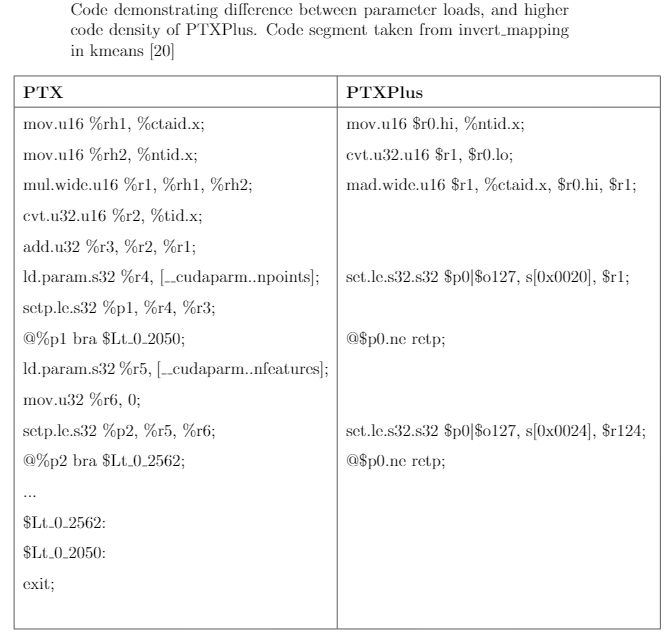 Code demonstrating difference between parameter loads, and higher
code density of PTXPlus. Code segment taken from invert_mapping
in kmeans [20]
PTX PTXPlus
mov.u16 %rh1, %ctaid.x; mov.u16 $r0.hi, %ntid.x;
mov.u16 %rh2, %ntid.x; cvt.u32.u16 $r1, $r0.lo;
mul.wide.u16 %r1, %rh1, %rh2; mad.wide.u16 $r1, %ctaid.x, $r0.hi, $r1;
cvt.u32.u16 %r2, %tid.x;
add.u32 %r3, %r2, %r1;
ld.param.s32 %r4, [__cudaparm..npoints]; set.le.s32.s32 $p0|$o127, s[0x0020], $r1;
setp.le.s32 %p1, %r4, %r3;
@%p1 bra $Lt_0_2050; @$p0.ne retp;
ld.param.s32 %r5, [__cudaparm..nfeatures];
mov.u32 %r6, 0;
setp.le.s32 %p2, %r5, %r6; set.le.s32.s32 $p0|$o127, s[0x0024], $r124;
@%p2 bra $Lt_0_2562; @$p0.ne retp;
...
$Lt_0_2562:
$Lt_0_2050:
exit;